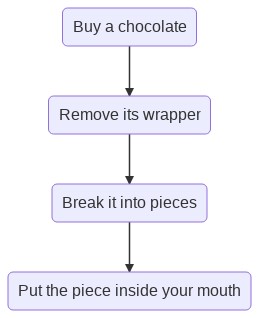 Buy a chocolate
Remove its wrapper
Break it into pieces
Put the piece inside your mouth